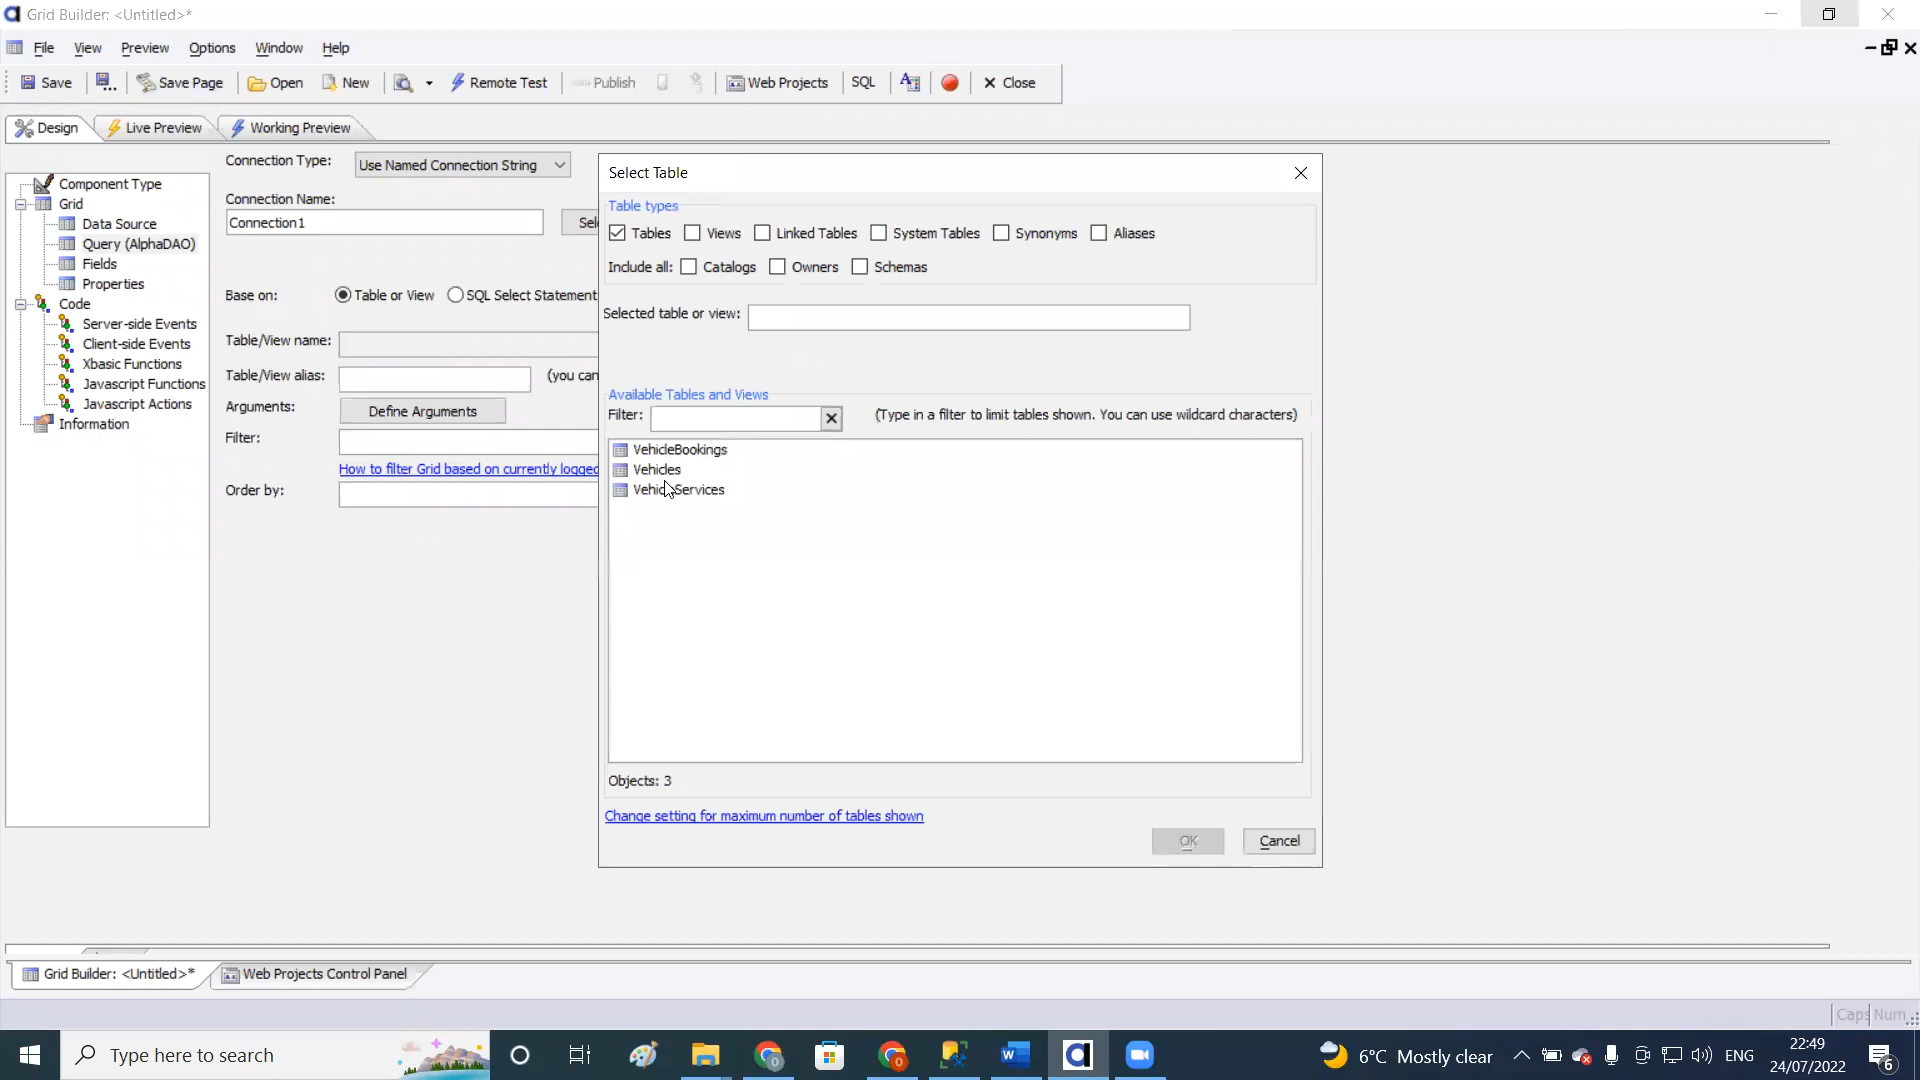 Grid Builder: <Untitled>*
File View Preview Options Window Help
Save Save Page Open New Remote Test Publish Web Projects SQL Close
Design Live Preview Working Preview
Component Type
Grid
Data Source
Query (AlphaDAO)
Fields
Properties
Code
Server-side Events
Client-side Events
Xbasic Functions
Javascript Functions
Javascript Actions
Information
Connection Type: Use Named Connection String
Connection Name:
Connection1
Base on: Table or View SQL Select Statement
Table/View name:
Table/View alias: (you can
Arguments: Define Arguments
Filter:
How to filter Grid based on currently logged
Order by:
Select Table
Table types
Tables Views Linked Tables System Tables Synonyms Aliases
Include all: Catalogs Owners Schemas
Selected table or view:
Available Tables and Views
Filter: (Type in a filter to limit tables shown. You can use wildcard characters)
VehicleBookings
Vehicles
VehicleServices
Objects: 3
Change setting for maximum number of tables shown
OK Cancel
Grid Builder: <Untitled>* Web Projects Control Panel
Caps Num
Type here to search
6°C Mostly clear
ENG
22:49
24/07/2022
6